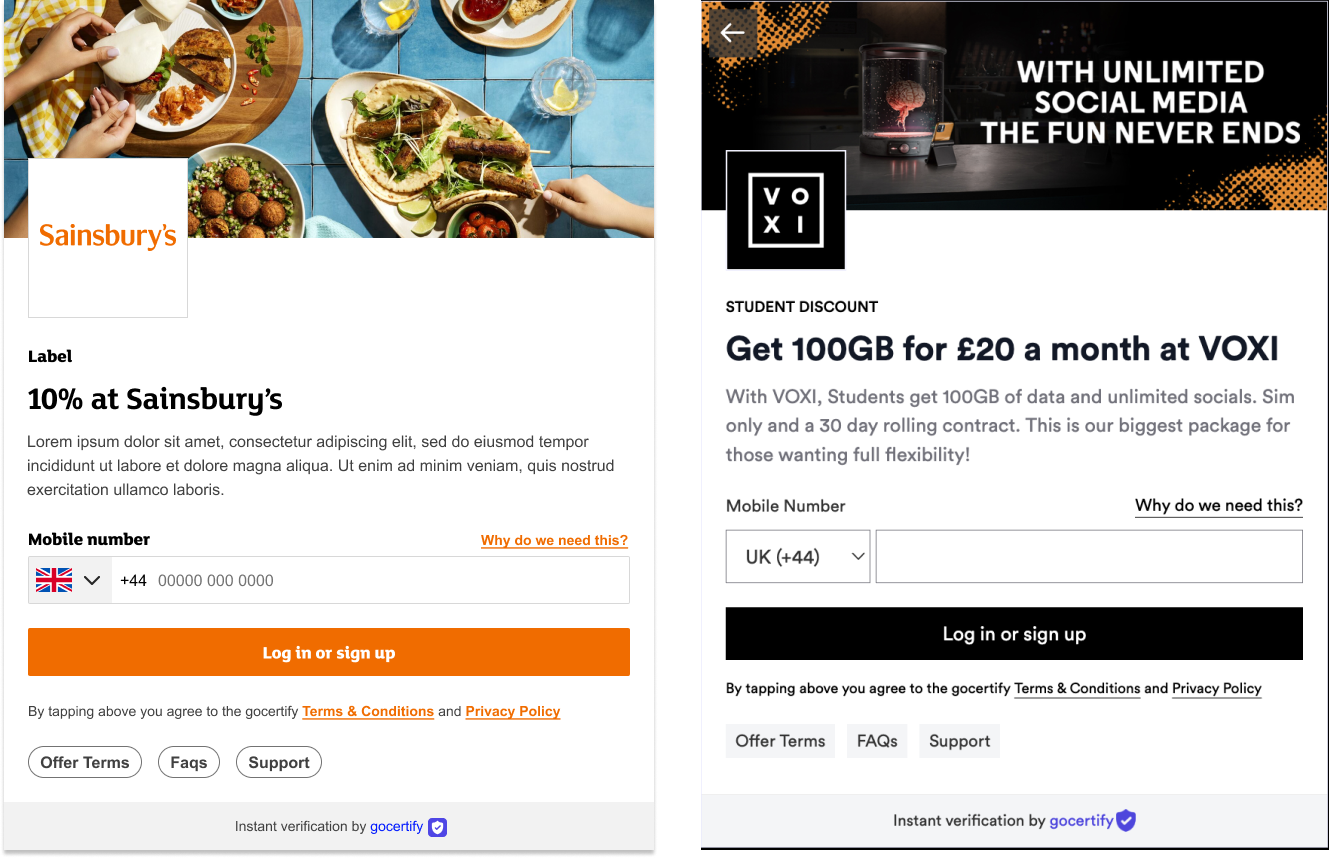 Sainsbury's
Label
10% at Sainsbury's
Lorem ipsum dolor sit amet, consectetur adipiscing elit, sed do eiusmod tempor
incididunt ut labore et dolore magna aliqua. Ut enim ad minim veniam, quis nostrud
exercitation ullamco laboris.
Mobile number
Why do we need this?
+44 00000 000 0000
Log in or sign up
By tapping above you agree to the gocertify Terms & Conditions and Privacy Policy
Offer Terms
Faqs
Support
Instant verification by gocertify
WITH UNLIMITED
SOCIAL MEDIA
THE FUN NEVER ENDS
VO
XI
STUDENT DISCOUNT
Get 100GB for £20 a month at VOXI
With VOXI, Students get 100GB of data and unlimited socials. Sim
only and a 30 day rolling contract. This is our biggest package for
those wanting full flexibility!
Mobile Number
Why do we need this?
UK (+44)
Log in or sign up
By tapping above you agree to the gocertify Terms & Conditions and Privacy Policy
Offer Terms
FAQs
Support
Instant verification by gocertify